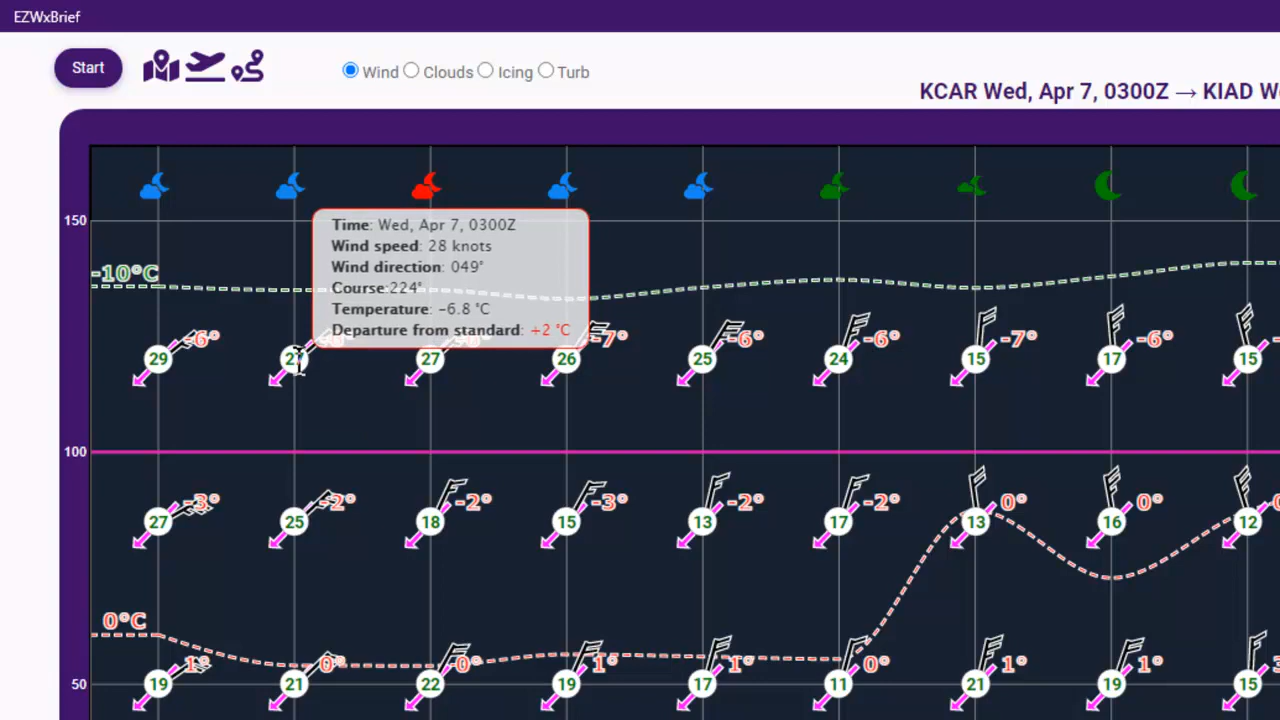 EZWxBrief
Start
Wind Clouds Icing Turb
KCAR Wed, Apr 7, 0300Z → KIAD
150
Time: Wed, Apr 7, 0300Z
Wind speed: 28 knots
Wind direction: 049°
Course:224°
Temperature: -6.8 °C
Departure from standard: +2 °C
-10°C
-6° -7° -6° -6° -7° -6°
29 27 26 25 24 15 17 15
100
-3° -2° -2° -3° -2° -2° 0° 0°
27 25 18 15 13 17 13 16 12
0°C
1° 0° 0° 1° 1° 0° 1° 1°
50 19 21 22 19 17 11 21 19 15